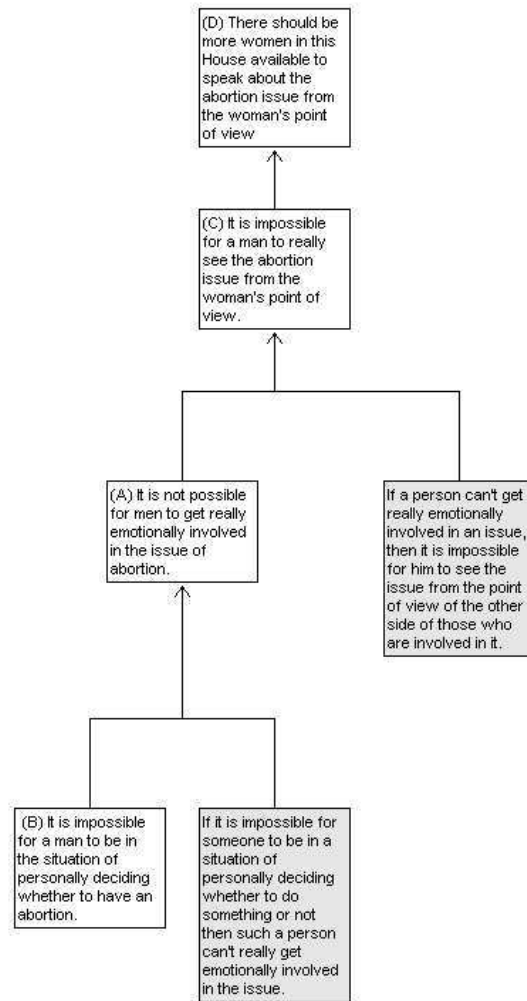 (D) There should be
more women in this
House available to
speak about the
abortion issue from
the woman's point
of view
(C) It is impossible
for a man to really
see the abortion
issue from the
woman's point of
view.
(A) It is not possible
for men to get really
emotionally involved
in the issue of
abortion.
If a person can't get
really emotionally
involved in an issue,
then it is impossible
for him to see the
issue from the point
of view of the other
side of those who
are involved in it.
(B) It is impossible
for a man to be in
the situation of
personally deciding
whether to have an
abortion.
If it is impossible for
someone to be in a
situation of
personally deciding
whether to do
something or not
then such a person
can't really get
emotionally involved
in the issue.